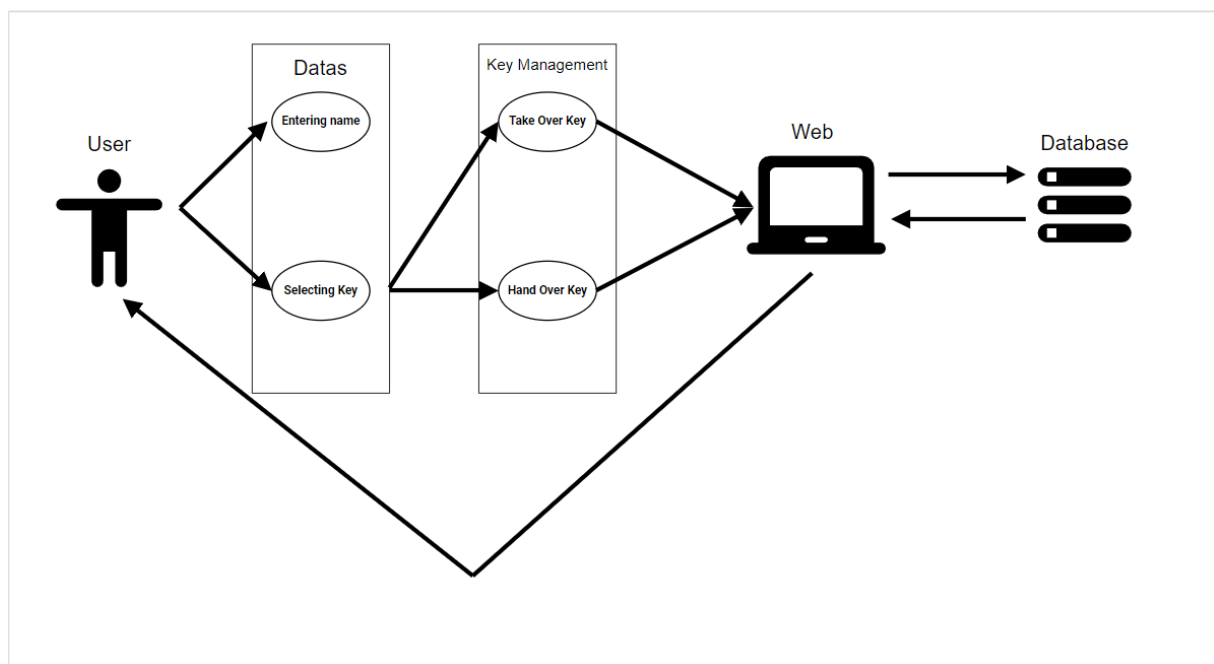 User
Datas
Entering name
Selecting Key
Key Management
Take Over Key
Hand Over Key
Web
Database